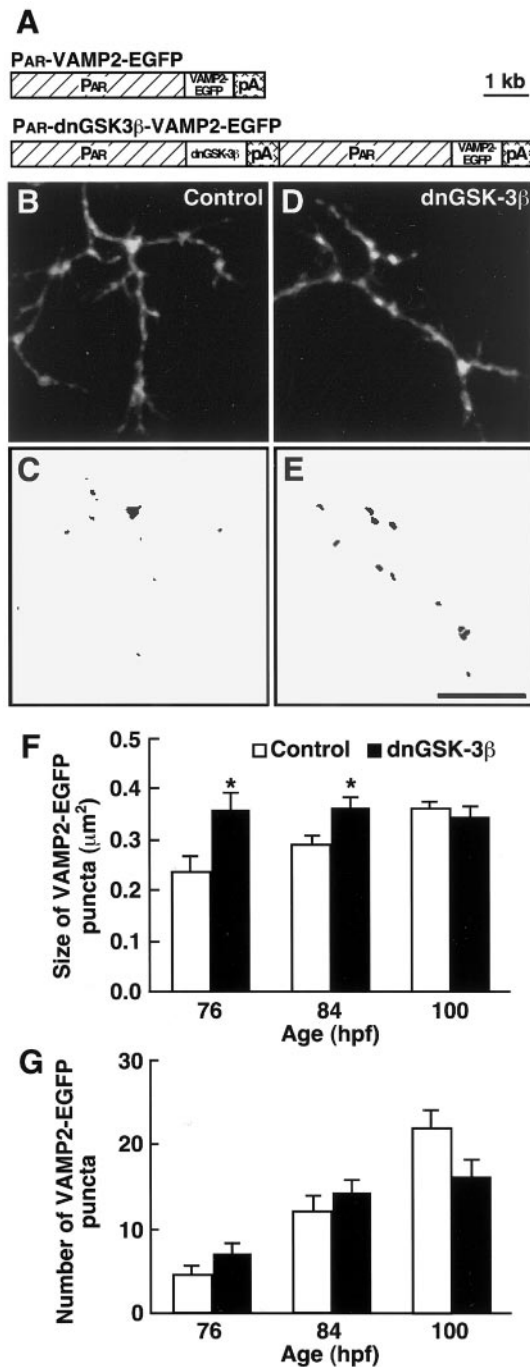 A
PAR-VAMP2-EGFP
PAR VAMP2-EGFP pA 1 kb
PAR-dnGSK3β-VAMP2-EGFP
PAR dnGSK-3β pA PAR VAMP2-EGFP pA
B Control D dnGSK-3β
C E
F
Control dnGSK-3β
Size of VAMP2-EGFP
puncta (μm²)
0.5
0.4
0.3
0.2
0.1
0.0
* *
76 84 100
Age (hpf)
G
Number of VAMP2-EGFP
puncta
30
20
10
0
76 84 100
Age (hpf)